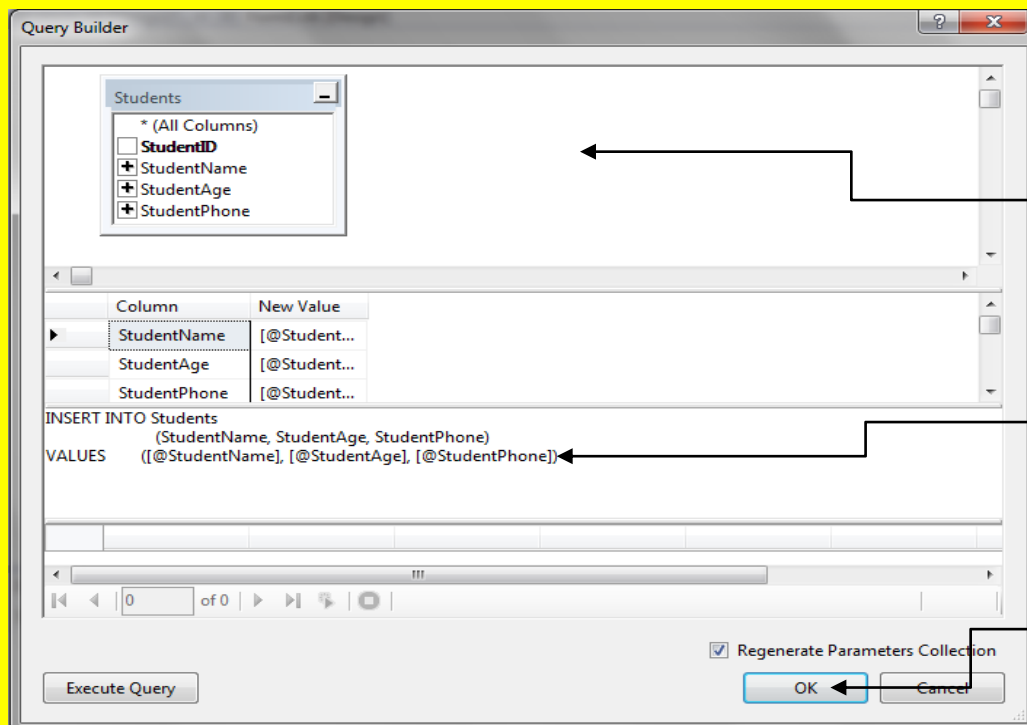 Query Builder
Students
* (All Columns)
StudentID
StudentName
StudentAge
StudentPhone
Column New Value
StudentName [@Student...
StudentAge [@Student...
StudentPhone [@Student...
INSERT INTO Students
(StudentName, StudentAge, StudentPhone)
VALUES ([@StudentName], [@StudentAge], [@StudentPhone])
0 of 0
Regenerate Parameters Collection
Execute Query OK Cancel